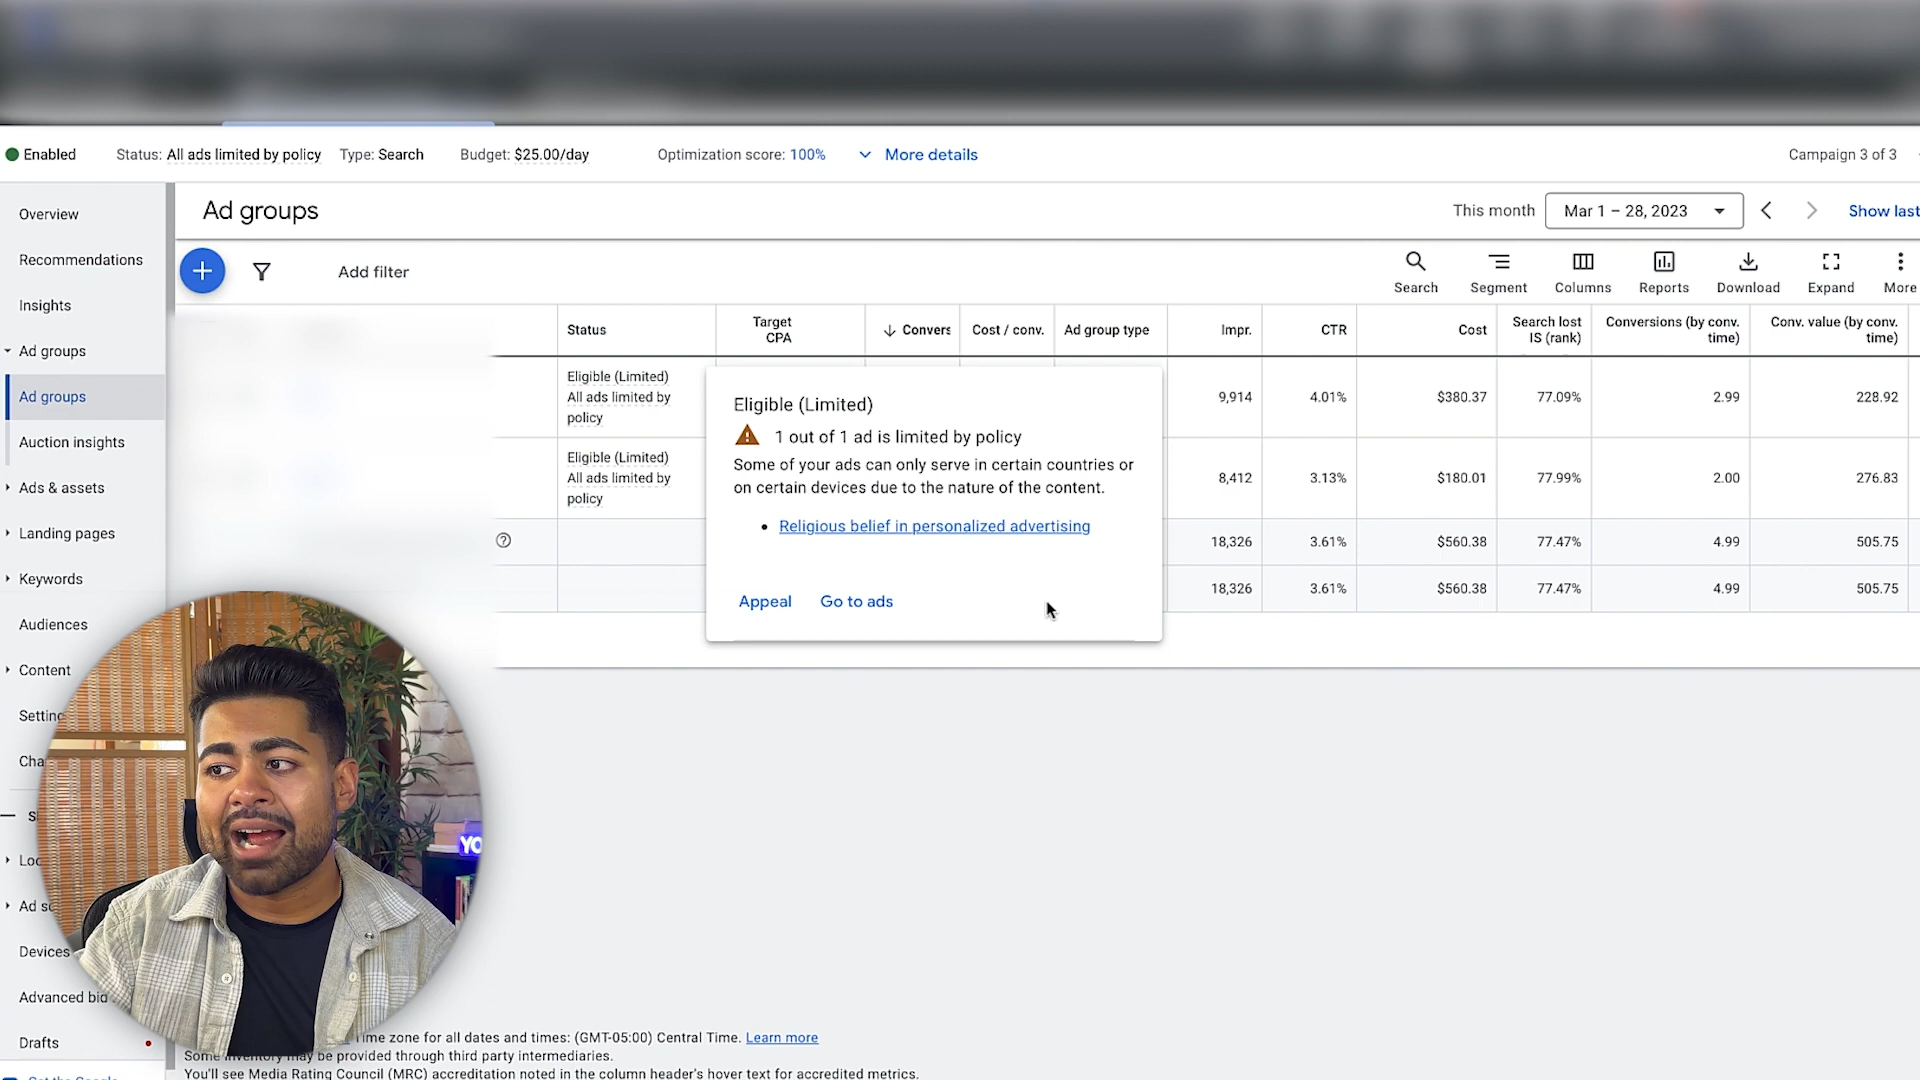 Enabled
Status: All ads limited by policy
Type: Search
Budget: $25.00/day
Optimization score: 100%
More details
Campaign 3 of 3
Overview
Recommendations
Insights
Ad groups
Ad groups
Auction insights
Ads & assets
Landing pages
Keywords
Audiences
Content
Devices
Drafts
Ad groups
This month
Mar 1 – 28, 2023
Show last
Add filter
Search
Segment
Columns
Reports
Download
Expand
More
Status
Target
CPA
Convers
Cost / conv.
Ad group type
Impr.
CTR
Cost
Search lost
IS (rank)
Conversions (by conv.
time)
Conv. value (by conv.
time)
Eligible (Limited)
All ads limited by
policy
9,914
4.01%
$380.37
77.09%
2.99
228.92
Eligible (Limited)
All ads limited by
policy
8,412
3.13%
$180.01
77.99%
2.00
276.83
18,326
3.61%
$560.38
77.47%
4.99
505.75
18,326
3.61%
$560.38
77.47%
4.99
505.75
Eligible (Limited)
1 out of 1 ad is limited by policy
Some of your ads can only serve in certain countries or
on certain devices due to the nature of the content.
• Religious belief in personalized advertising
Appeal
Go to ads
YO
time zone for all dates and times: (GMT-05:00) Central Time. Learn more
Some inventory may be provided through third party intermediaries.
You'll see Media Rating Council (MRC) accreditation noted in the column header's hover text for accredited metrics.